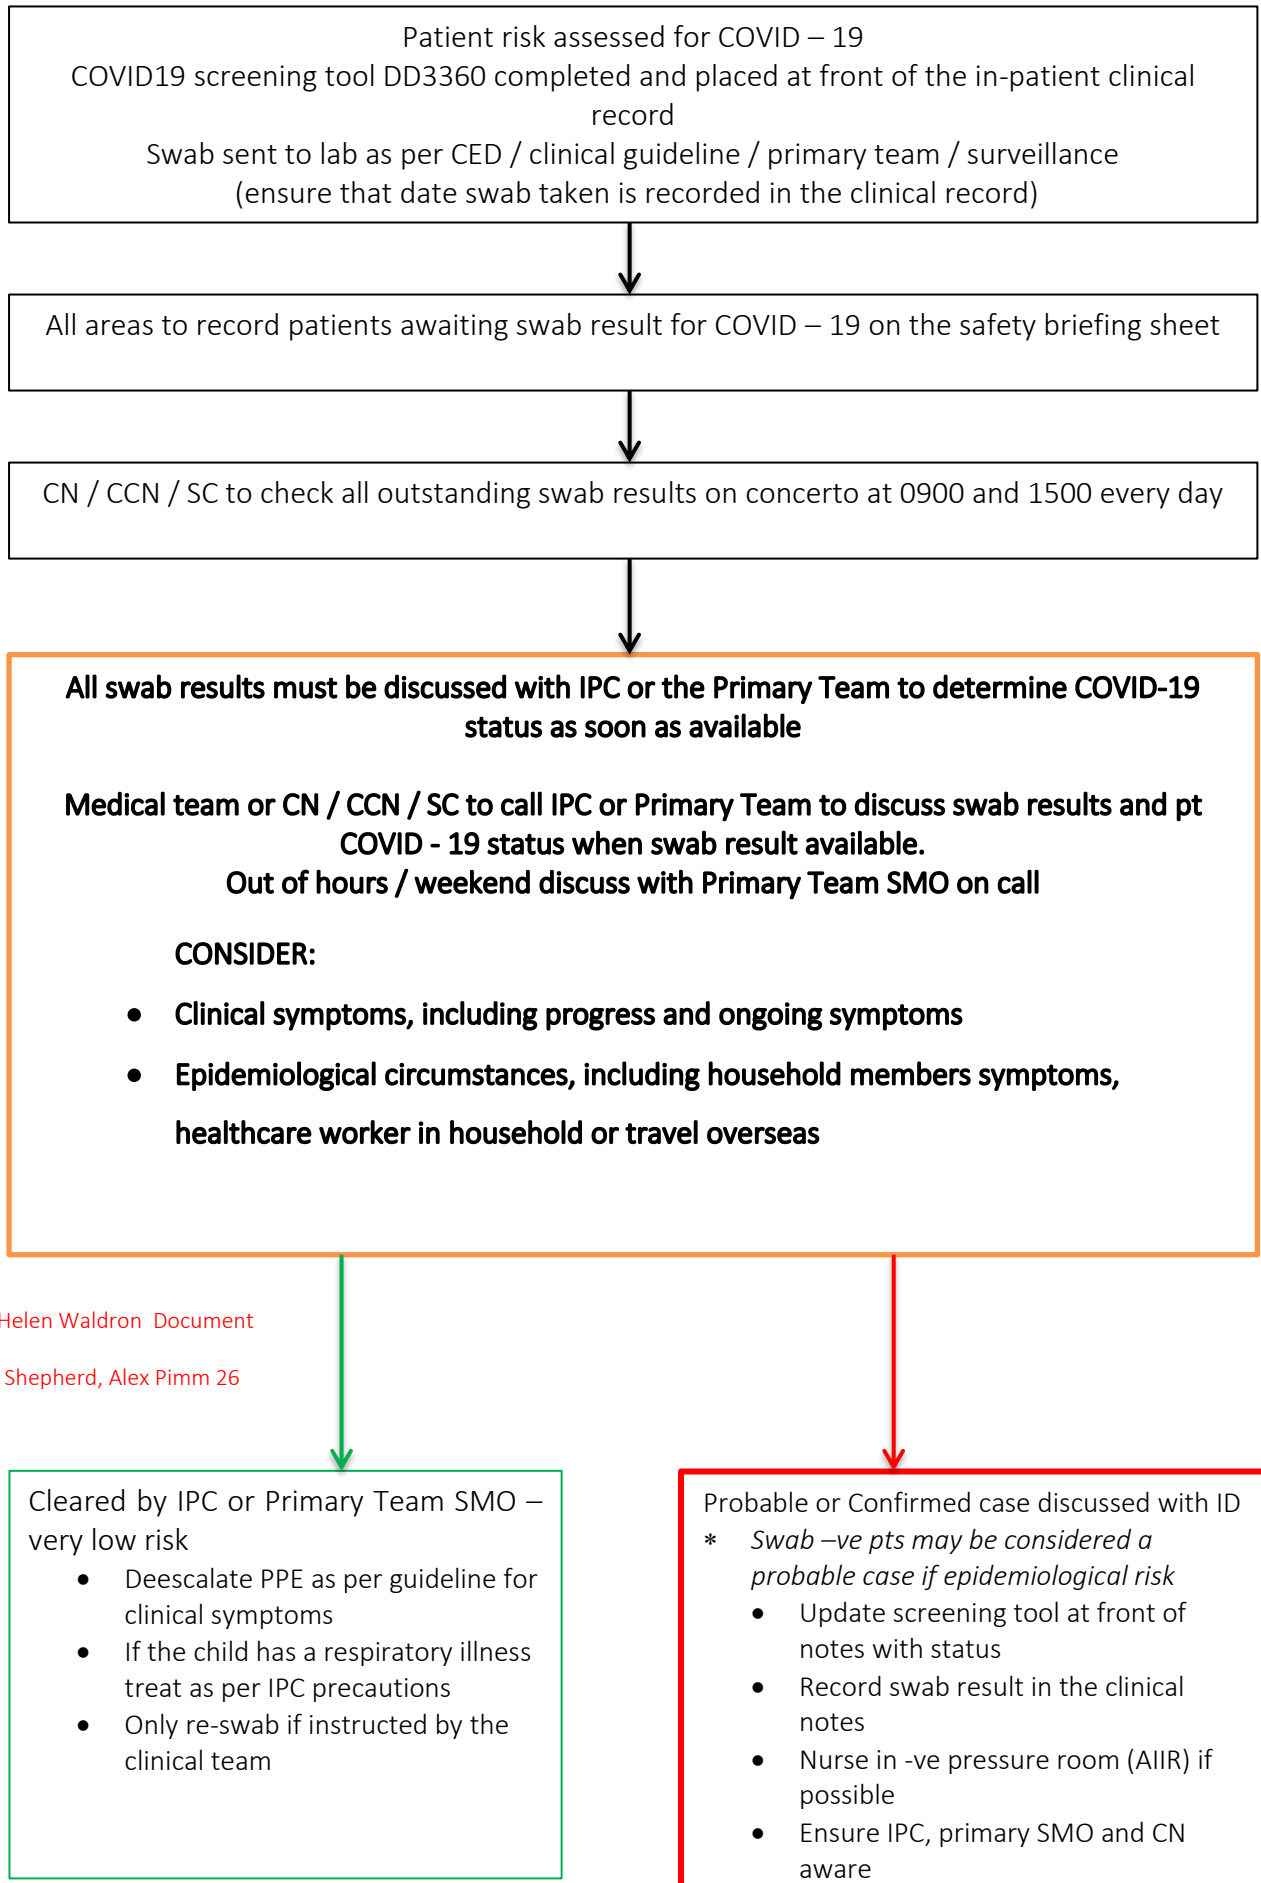 Patient risk assessed for COVID – 19
COVID19 screening tool DD3360 completed and placed at front of the in-patient clinical
record
Swab sent to lab as per CED / clinical guideline / primary team / surveillance
(ensure that date swab taken is recorded in the clinical record)
All areas to record patients awaiting swab result for COVID – 19 on the safety briefing sheet
CN / CCN / SC to check all outstanding swab results on concerto at 0900 and 1500 every day
All swab results must be discussed with IPC or the Primary Team to determine COVID-19
status as soon as available
Medical team or CN / CCN / SC to call IPC or Primary Team to discuss swab results and pt
COVID - 19 status when swab result available.
Out of hours / weekend discuss with Primary Team SMO on call
CONSIDER:
● Clinical symptoms, including progress and ongoing symptoms
● Epidemiological circumstances, including household members symptoms,
healthcare worker in household or travel overseas
Helen Waldron Document
Shepherd, Alex Pimm 26
Cleared by IPC or Primary Team SMO –
very low risk
● Deescalate PPE as per guideline for
clinical symptoms
● If the child has a respiratory illness
treat as per IPC precautions
● Only re-swab if instructed by the
clinical team
Probable or Confirmed case discussed with ID
* Swab –ve pts may be considered a
probable case if epidemiological risk
● Update screening tool at front of
notes with status
● Record swab result in the clinical
notes
● Nurse in -ve pressure room (AIIR) if
possible
● Ensure IPC, primary SMO and CN
aware